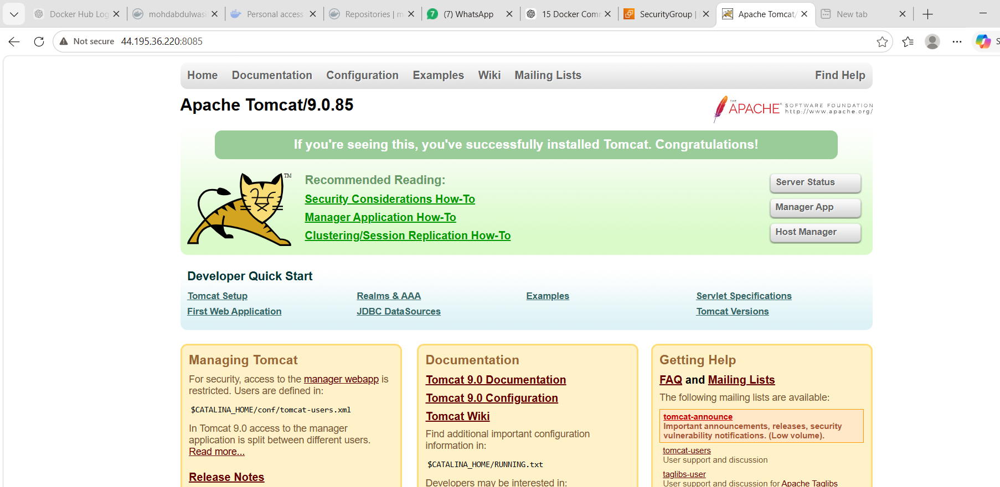 Docker Hub Log
mohdabdulwasi
Personal access
Repositories | m
7
(7) WhatsApp
15 Docker Com
SecurityGroup |
Apache Tomcat/
New tab
Not secure
44.195.36.220:8085
S
Home
Documentation
Configuration
Examples
Wiki
Mailing Lists
Find Help
Apache Tomcat/9.0.85
THE APACHE SOFTWARE FOUNDATION
http://www.apache.org/
If you're seeing this, you've successfully installed Tomcat. Congratulations!
TM
Recommended Reading:
Security Considerations How-To
Manager Application How-To
Clustering/Session Replication How-To
Server Status
Manager App
Host Manager
Developer Quick Start
Tomcat Setup
First Web Application
Realms & AAA
JDBC DataSources
Examples
Servlet Specifications
Tomcat Versions
Managing Tomcat
For security, access to the manager webapp is
restricted. Users are defined in:
$CATALINA_HOME/conf/tomcat-users.xml
In Tomcat 9.0 access to the manager
application is split between different users.
Read more...
Release Notes
Documentation
Tomcat 9.0 Documentation
Tomcat 9.0 Configuration
Tomcat Wiki
Find additional important configuration
information in:
$CATALINA_HOME/RUNNING.txt
Developers may be interested in:
Getting Help
FAQ and Mailing Lists
The following mailing lists are available:
tomcat-announce
Important announcements, releases, security
vulnerability notifications. (Low volume).
tomcat-users
User support and discussion
taglibs-user
User support and discussion for Apache Taglibs